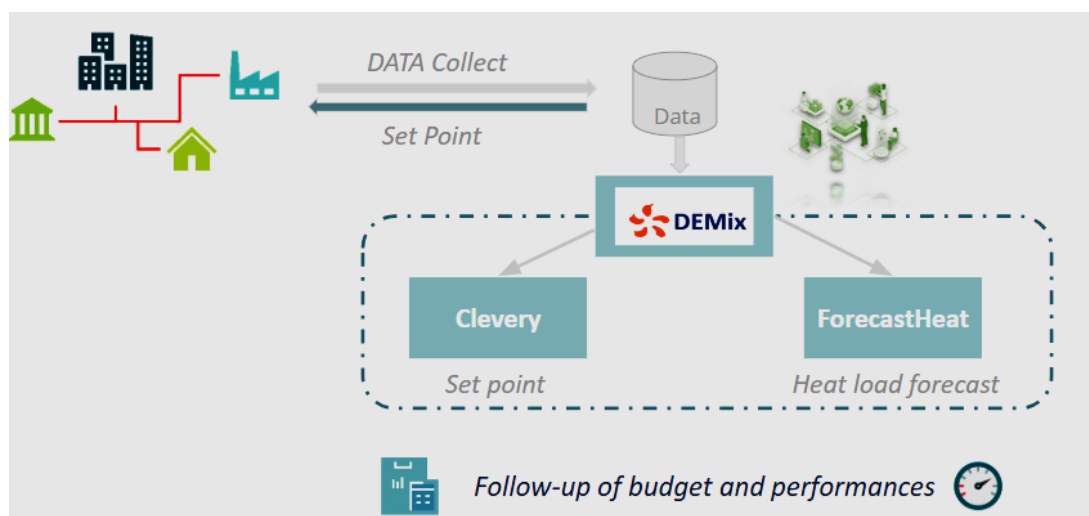 DATA Collect
Set Point
Data
DEMix
Clevery
ForecastHeat
Set point
Heat load forecast
Follow-up of budget and performances